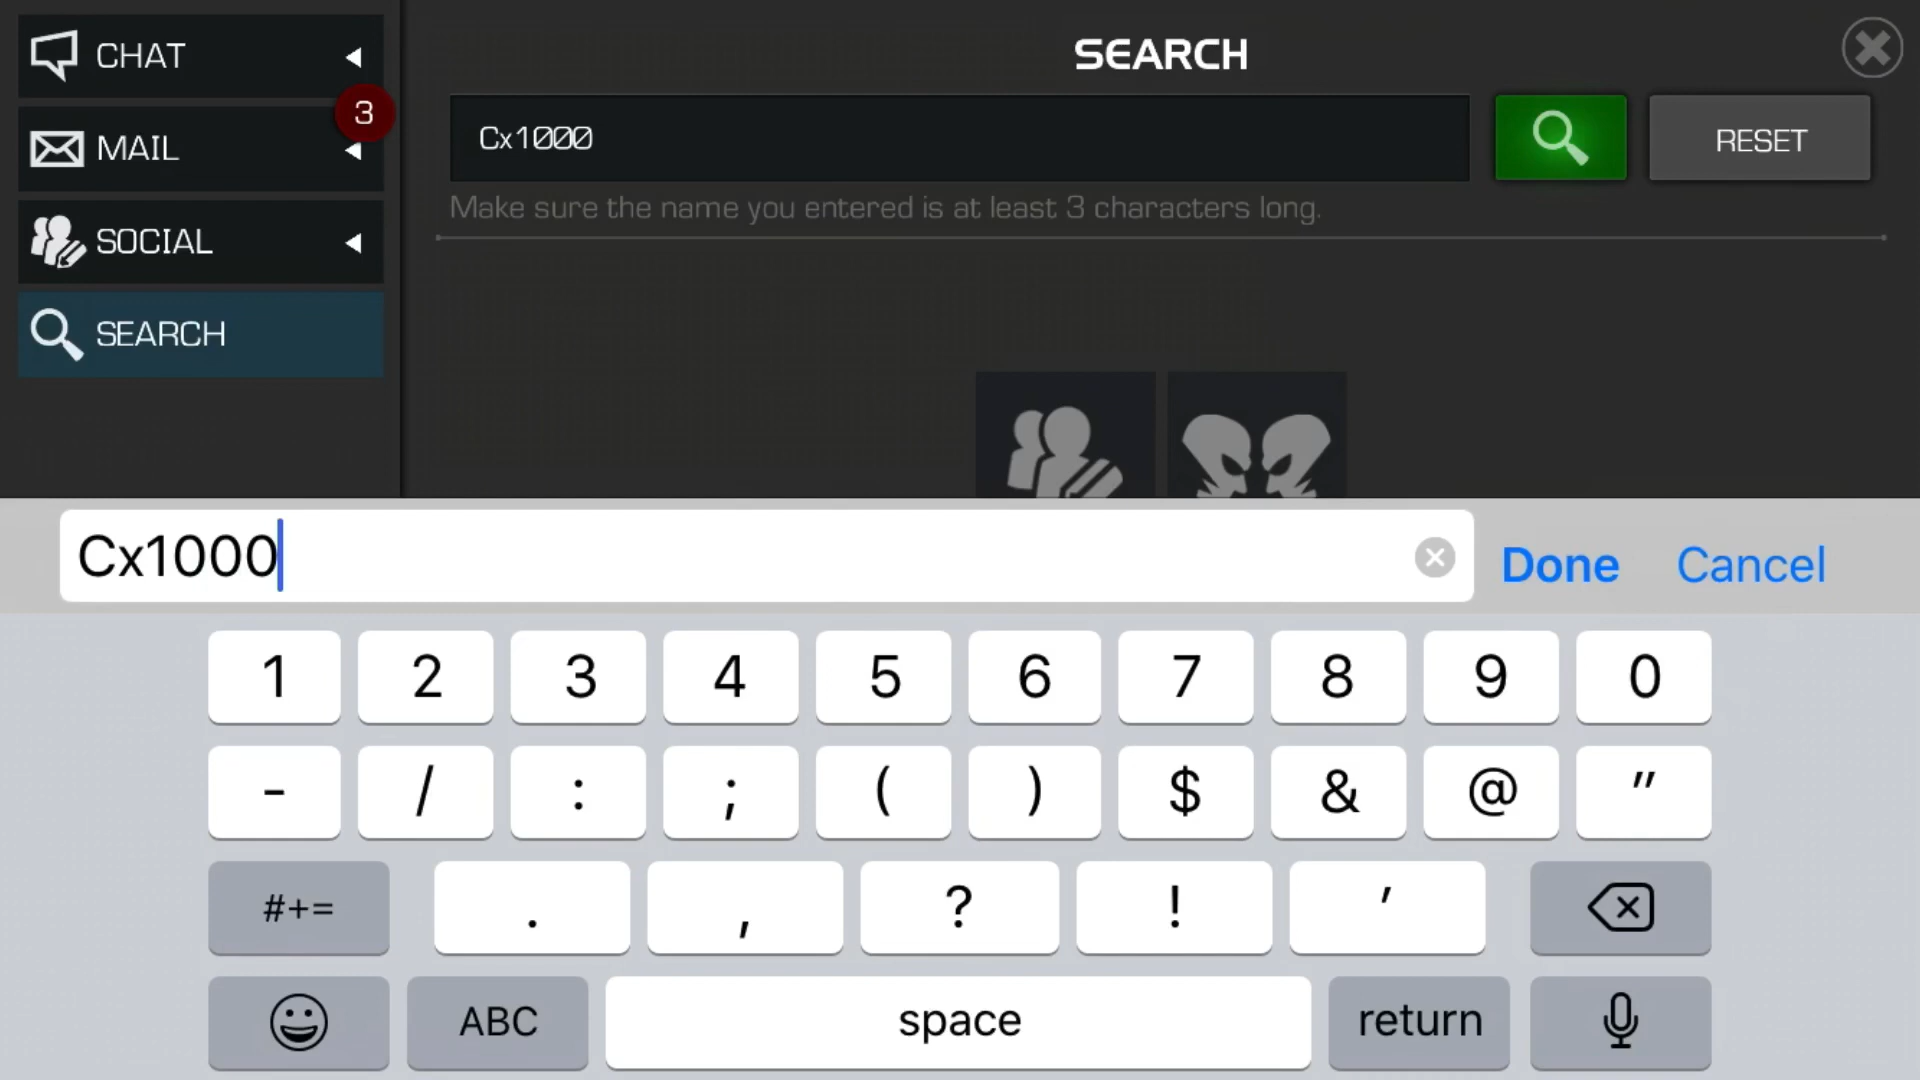 CHAT
3
MAIL
SOCIAL
SEARCH
SEARCH
Cx1000
RESET
Make sure the name you entered is at least 3 characters long.
Cx1000
Done Cancel
1 2 3 4 5 6 7 8 9 0
- / : ; ( ) $ & @ "
#+= . , ? ! '
ABC space return